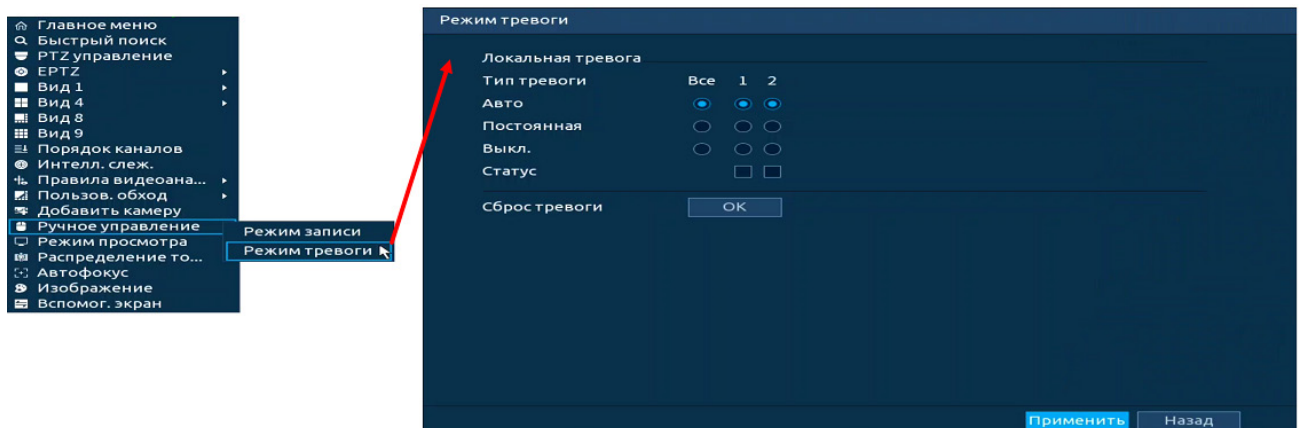 Главное меню
Быстрый поиск
PTZ управление
EPTZ
Вид 1
Вид 4
Вид 8
Вид 9
Порядок каналов
Интелл. слеж.
Правила видеоана...
Пользов. обход
Добавить камеру
Ручное управление
Режим просмотра
Распределение то...
Автофокус
Изображение
Вспомог. экран
Режим записи
Режим тревоги
Режим тревоги
Локальная тревога
Тип тревоги Все 1 2
Авто
Постоянная
Выкл.
Статус
Сброс тревоги OK
Применить Назад